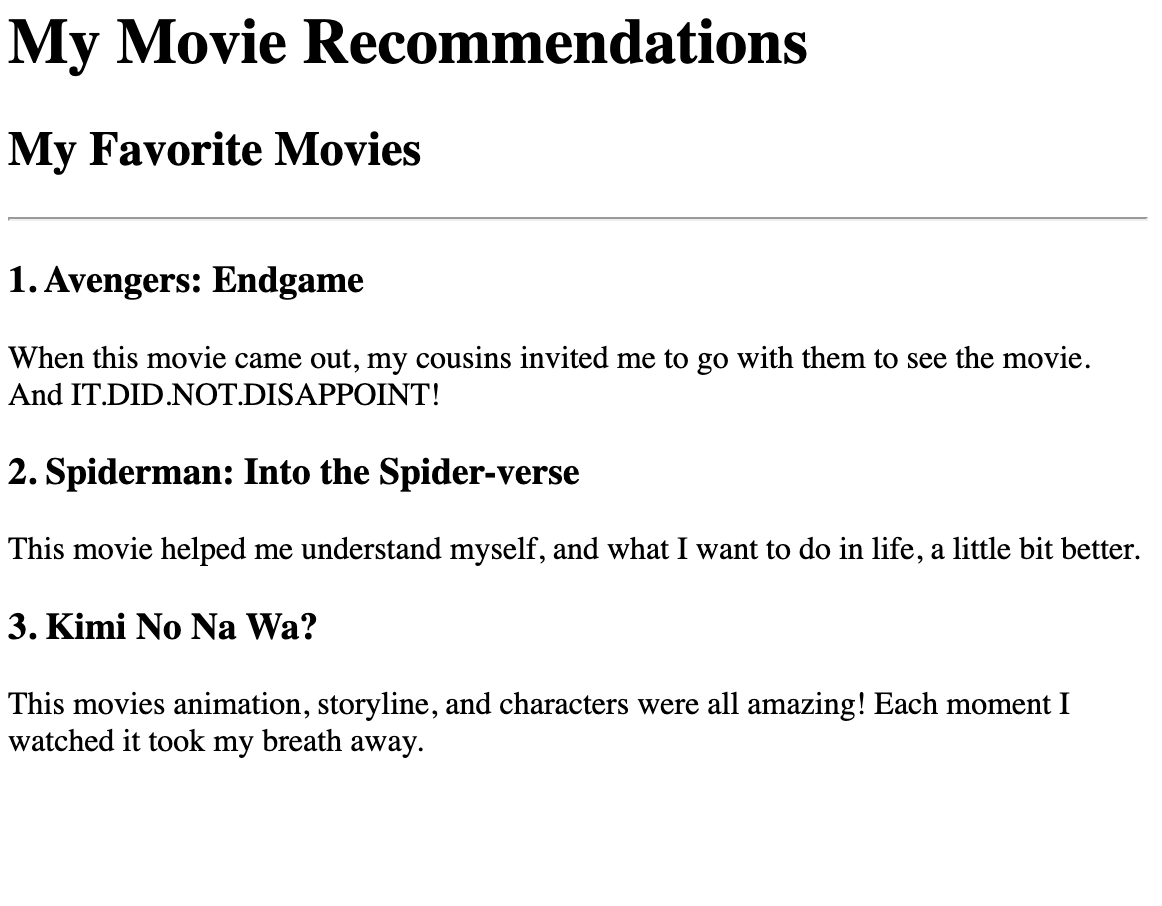 My Movie Recommendations
My Favorite Movies
1. Avengers: Endgame
When this movie came out, my cousins invited me to go with them to see the movie.
And IT.DID.NOT.DISAPPOINT!
2. Spiderman: Into the Spider-verse
This movie helped me understand myself, and what I want to do in life, a little bit better.
3. Kimi No Na Wa?
This movies animation, storyline, and characters were all amazing! Each moment I
watched it took my breath away.